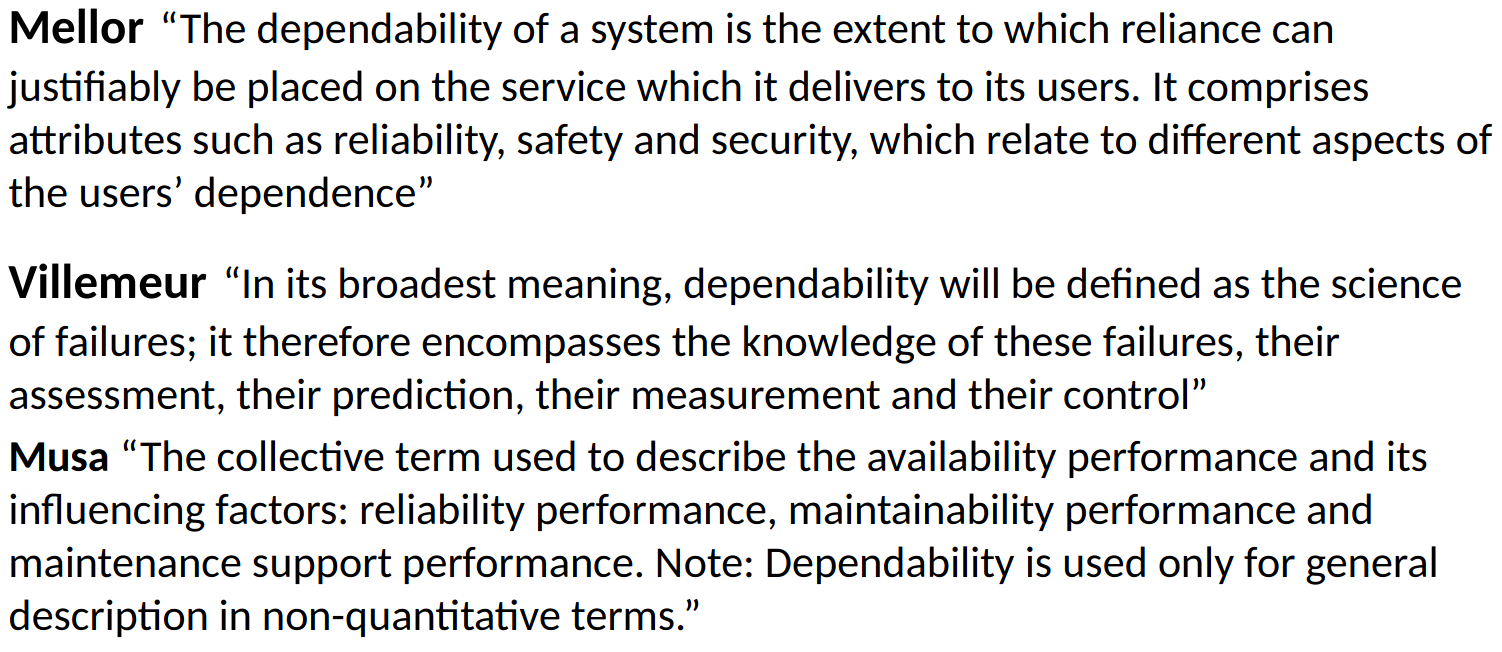 Mellor “The dependability of a system is the extent to which reliance can
justifiably be placed on the service which it delivers to its users. It comprises
attributes such as reliability, safety and security, which relate to different aspects of
the users’ dependence”
Villemeur “In its broadest meaning, dependability will be defined as the science
of failures; it therefore encompasses the knowledge of these failures, their
assessment, their prediction, their measurement and their control”
Musa “The collective term used to describe the availability performance and its
influencing factors: reliability performance, maintainability performance and
maintenance support performance. Note: Dependability is used only for general
description in non-quantitative terms.”